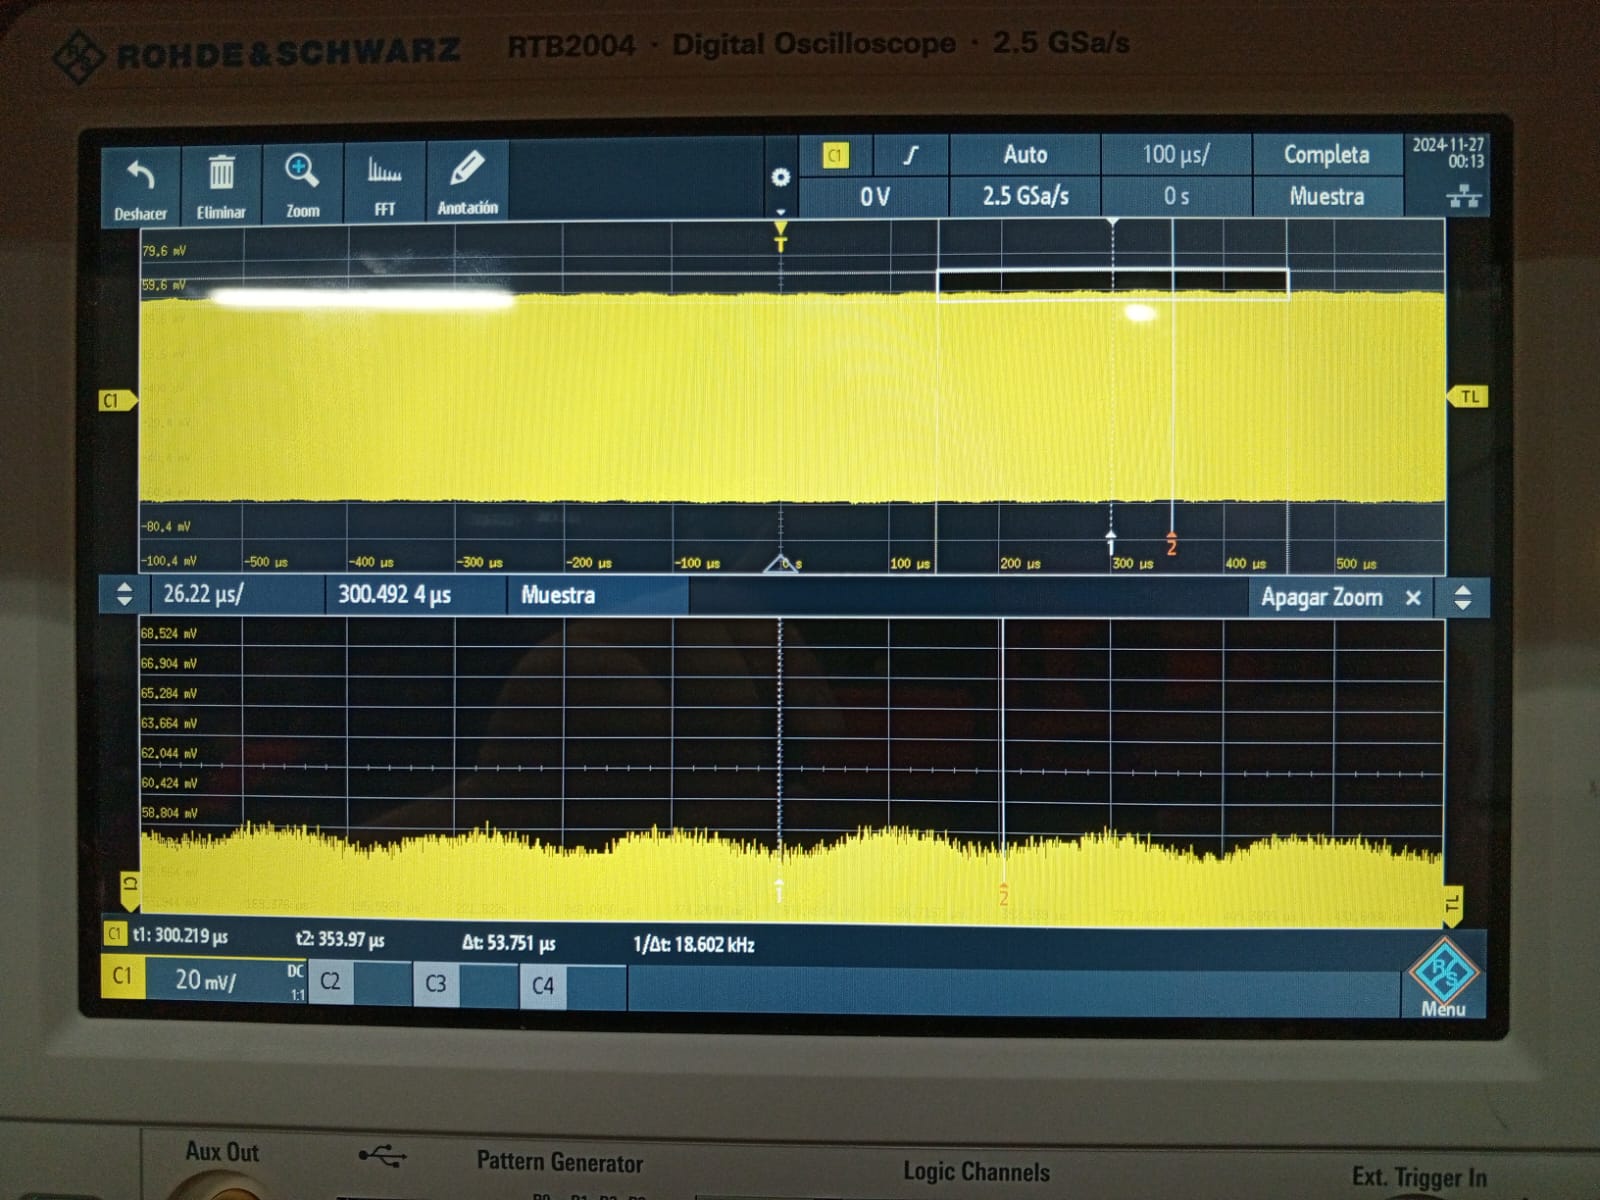 ROHDE&SCHWARZ RTB2004 · Digital Oscilloscope · 2.5 GSa/s
Deshacer Eliminar Zoom FFT Anotación
C1 Auto 100 µs/ Completa 2024-11-27
00:13
0 V 2.5 GSa/s 0 s Muestra
T
79.6 mV
59.6 mV
C1 TL
-80.4 mV
1 2
-100.4 mV -500 µs -400 µs -300 µs -200 µs -100 µs 0 s 100 µs 200 µs 300 µs 400 µs 500 µs
26.22 µs/ 300.492 4 µs Muestra Apagar Zoom ×
68.524 mV
66.904 mV
65.284 mV
63.664 mV
62.044 mV
60.424 mV
58.804 mV
C1 1 2 TL
C1 t1: 300.219 µs t2: 353.97 µs Δt: 53.751 µs 1/Δt: 18.602 kHz
C1 20 mV/ DC
1:1 C2 C3 C4
R/S
Menu
Aux Out Pattern Generator Logic Channels Ext. Trigger In